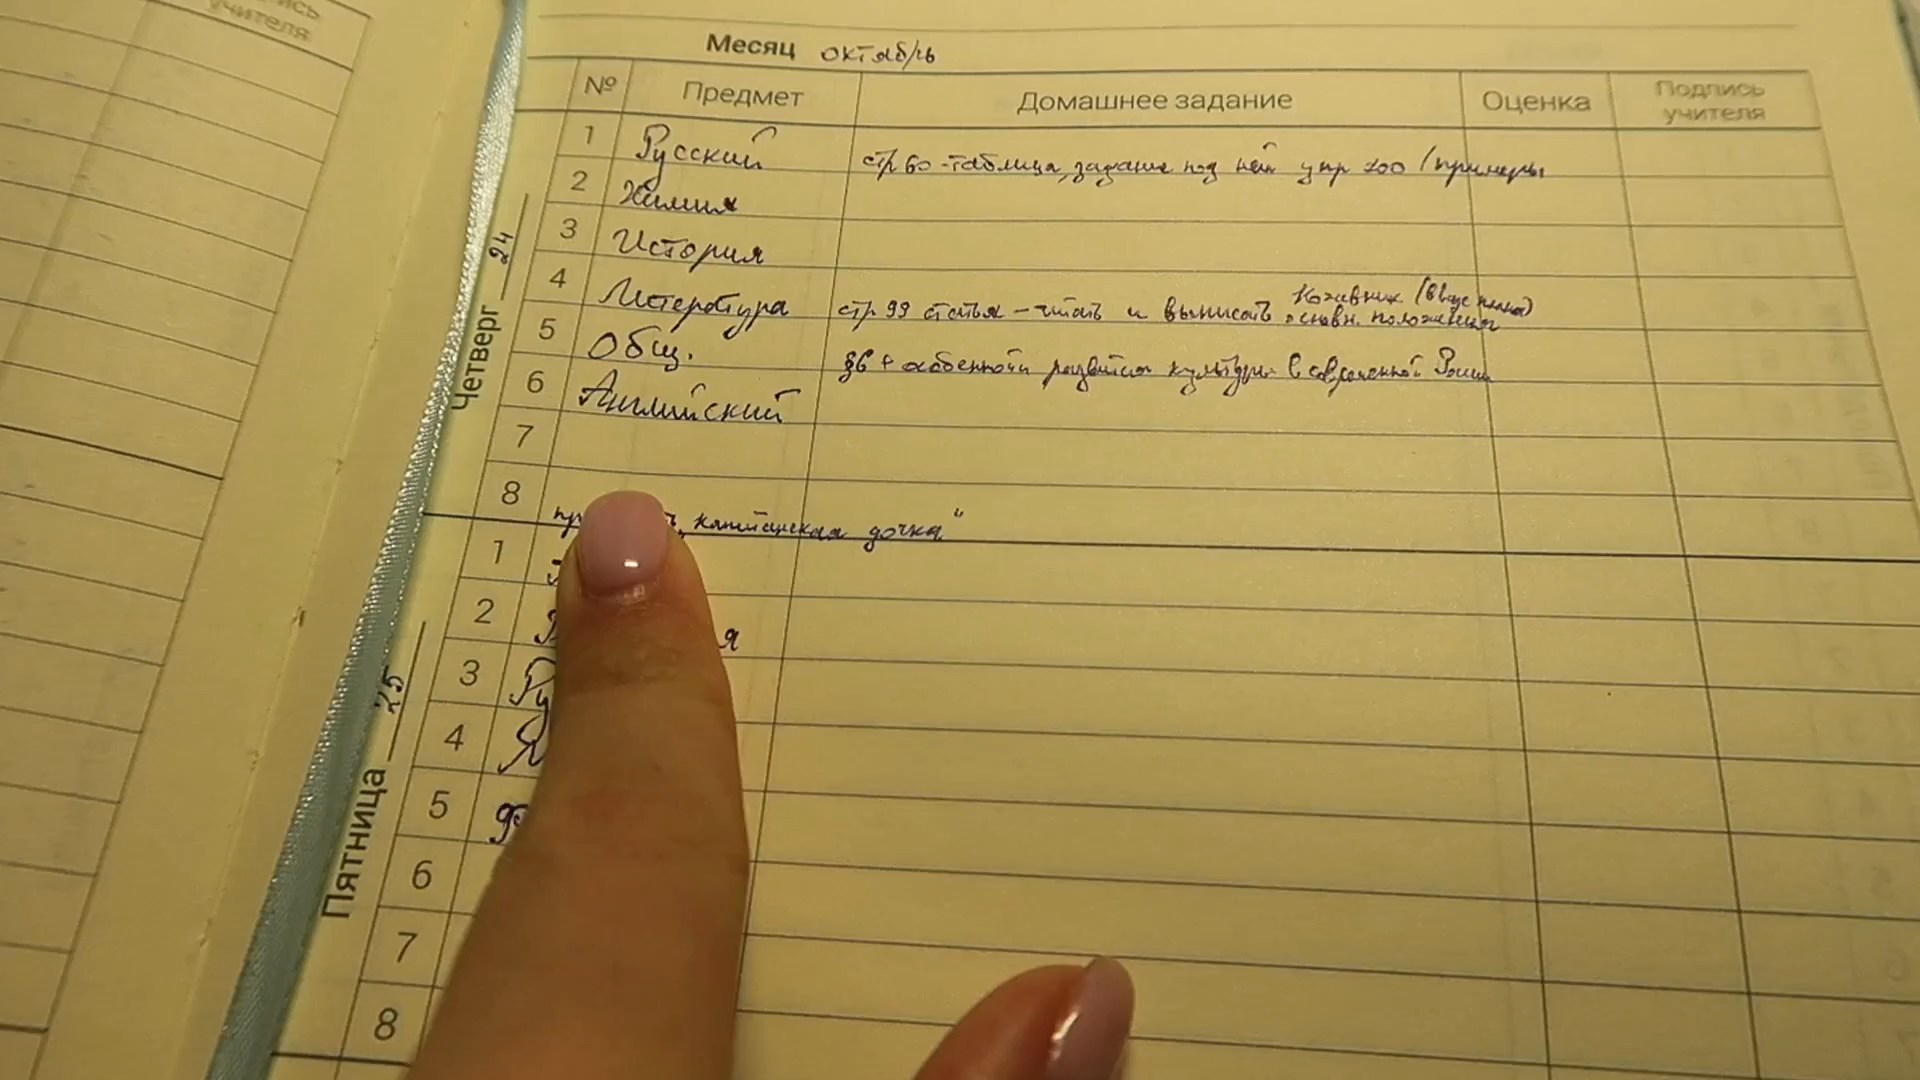 учителя
Месяц октябрь
№ Предмет Домашнее задание Оценка Подпись учителя
Четверг 24
1 Русский стр 60 - таблица, задание под ней упр 100 (примеры
2 Химия
3 История
4 Литература стр 99 статья - читать и выписать основн. положения
5 Общ. §6 + особенности развития культуры в современной России
6 Английский
7
8
"капитанская дочка"
Пятница 25
1
2 я
3 Ру
4
5
6
7
8